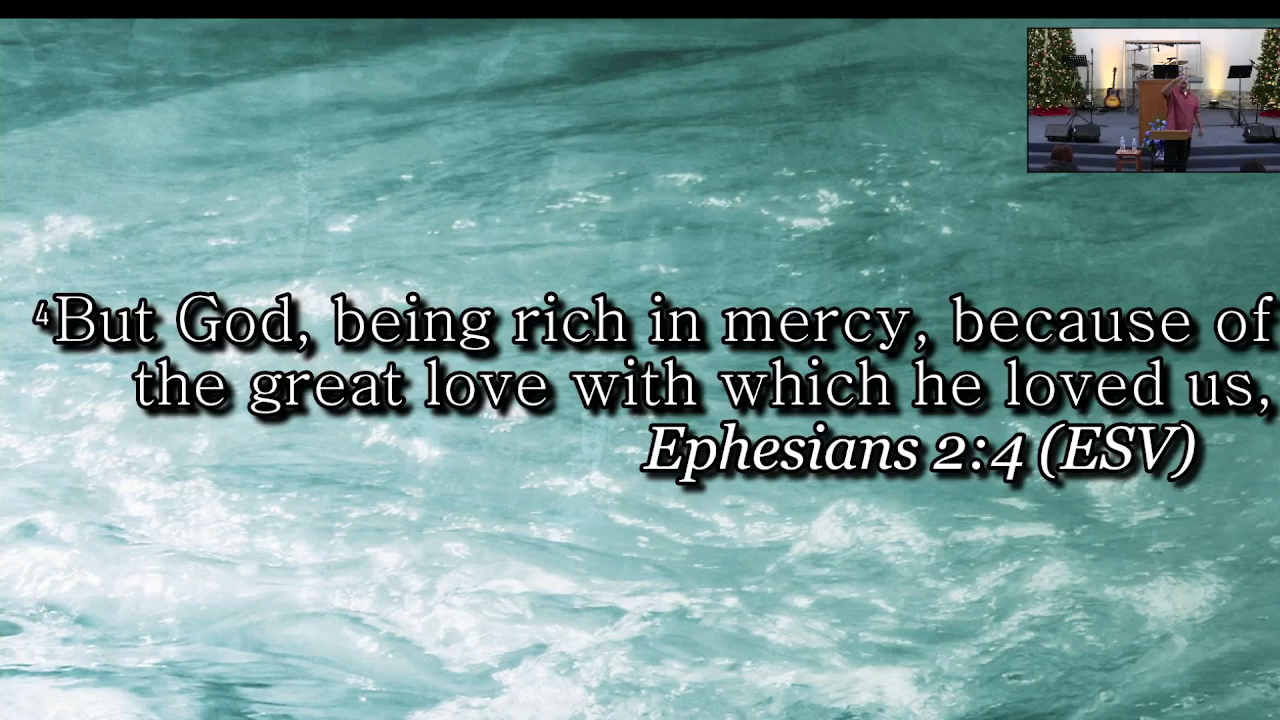 ⁴But God, being rich in mercy, because of
the great love with which he loved us,
Ephesians 2:4 (ESV)